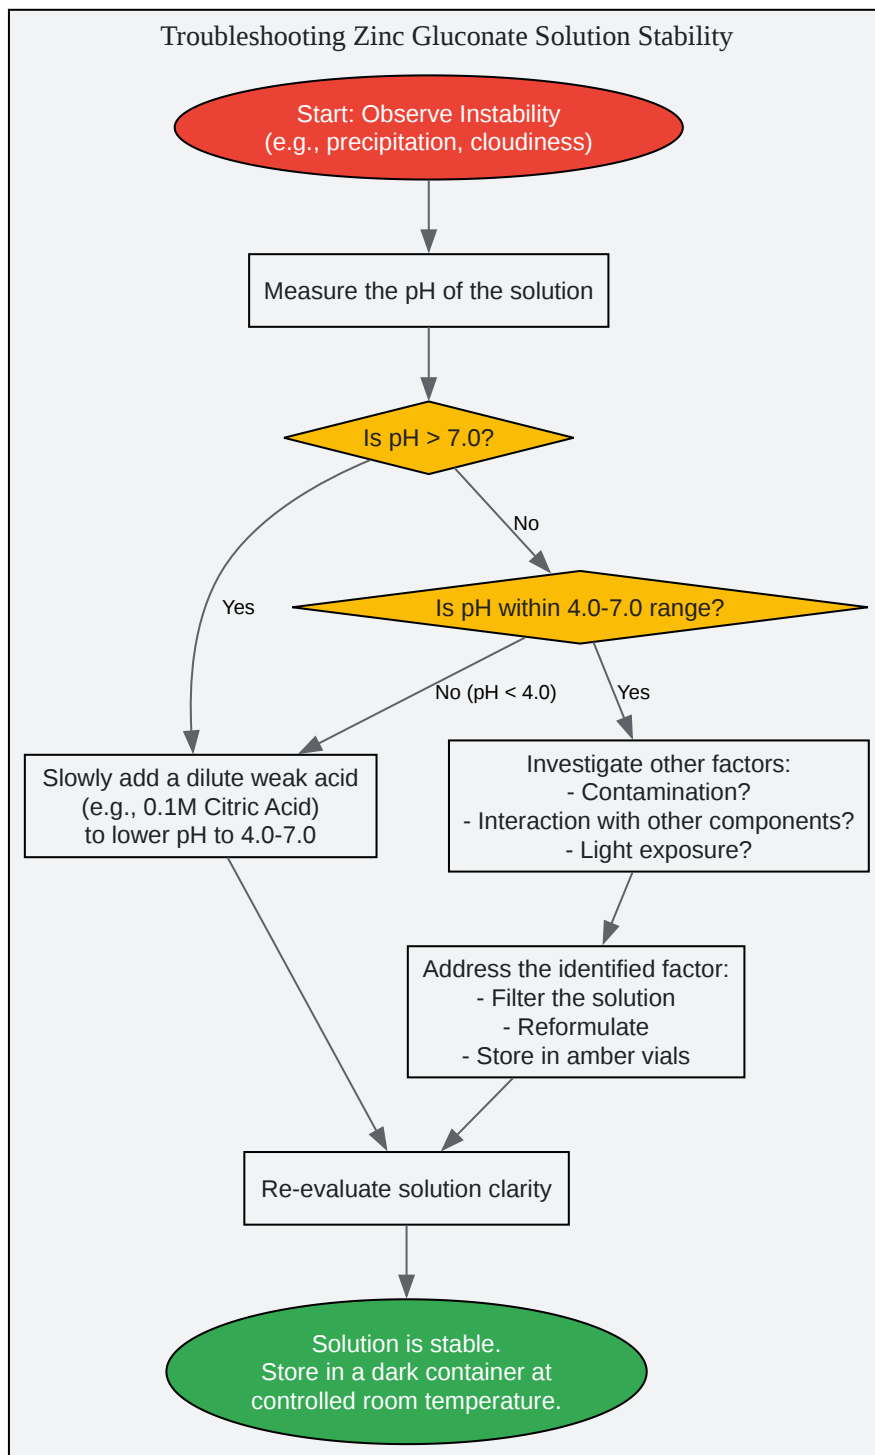 Troubleshooting Zinc Gluconate Solution Stability
Start: Observe Instability
(e.g., precipitation, cloudiness)
Measure the pH of the solution
Is pH > 7.0?
No
Yes
Is pH within 4.0-7.0 range?
No (pH < 4.0)
Yes
Slowly add a dilute weak acid
(e.g., 0.1M Citric Acid)
to lower pH to 4.0-7.0
Investigate other factors:
- Contamination?
- Interaction with other components?
- Light exposure?
Address the identified factor:
- Filter the solution
- Reformulate
- Store in amber vials
Re-evaluate solution clarity
Solution is stable.
Store in a dark container at
controlled room temperature.